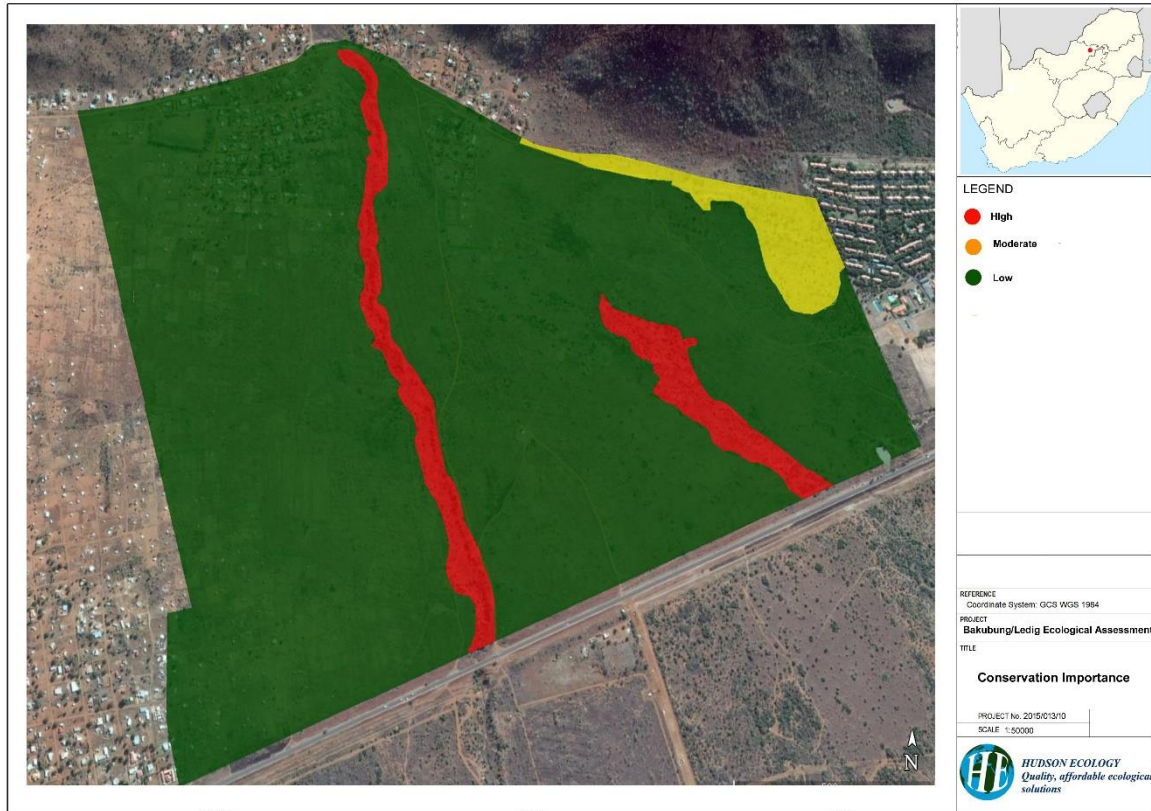 LEGEND
High
Moderate
Low
REFERENCE
Coordinate System: GCS WGS 1984
PROJECT
Bakubung/Ledig Ecological Assessment
TITLE
Conservation Importance
PROJECT No. 2015/013/10
SCALE 1:50000
N
HE
HUDSON ECOLOGY
Quality, affordable ecological
solutions